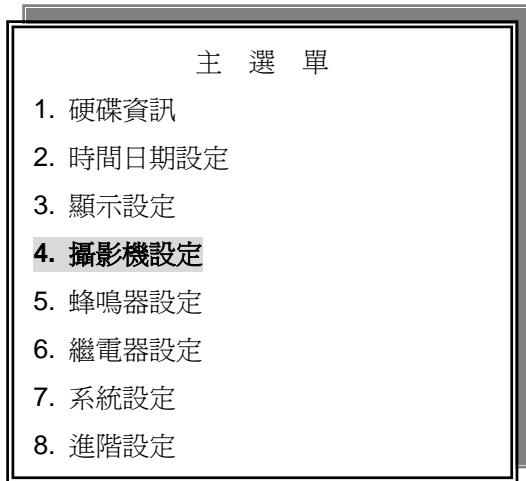 主 選 單
1. 硬碟資訊
2. 時間日期設定
3. 顯示設定
4. 攝影機設定
5. 蜂鳴器設定
6. 繼電器設定
7. 系統設定
8. 進階設定